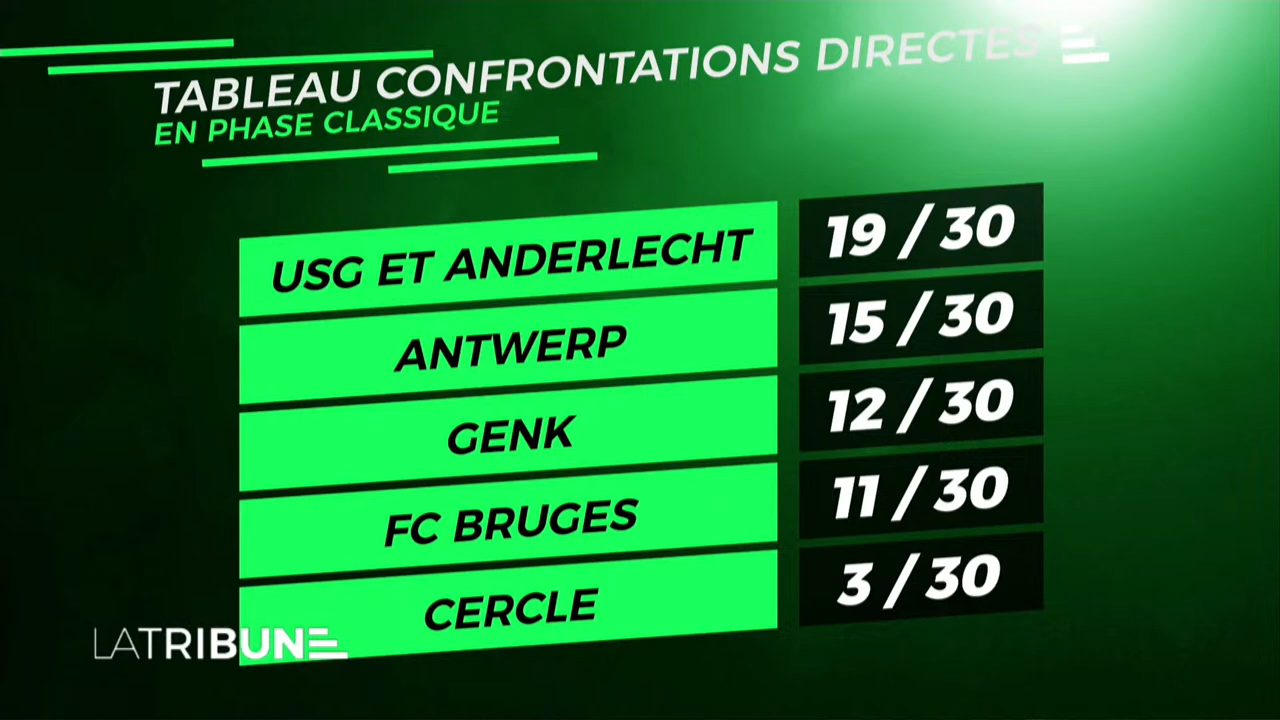 TABLEAU CONFRONTATIONS DIRECTES
EN PHASE CLASSIQUE
USG ET ANDERLECHT 19 / 30
ANTWERP 15 / 30
GENK 12 / 30
FC BRUGES 11 / 30
CERCLE 3 / 30
LATRIBUNE